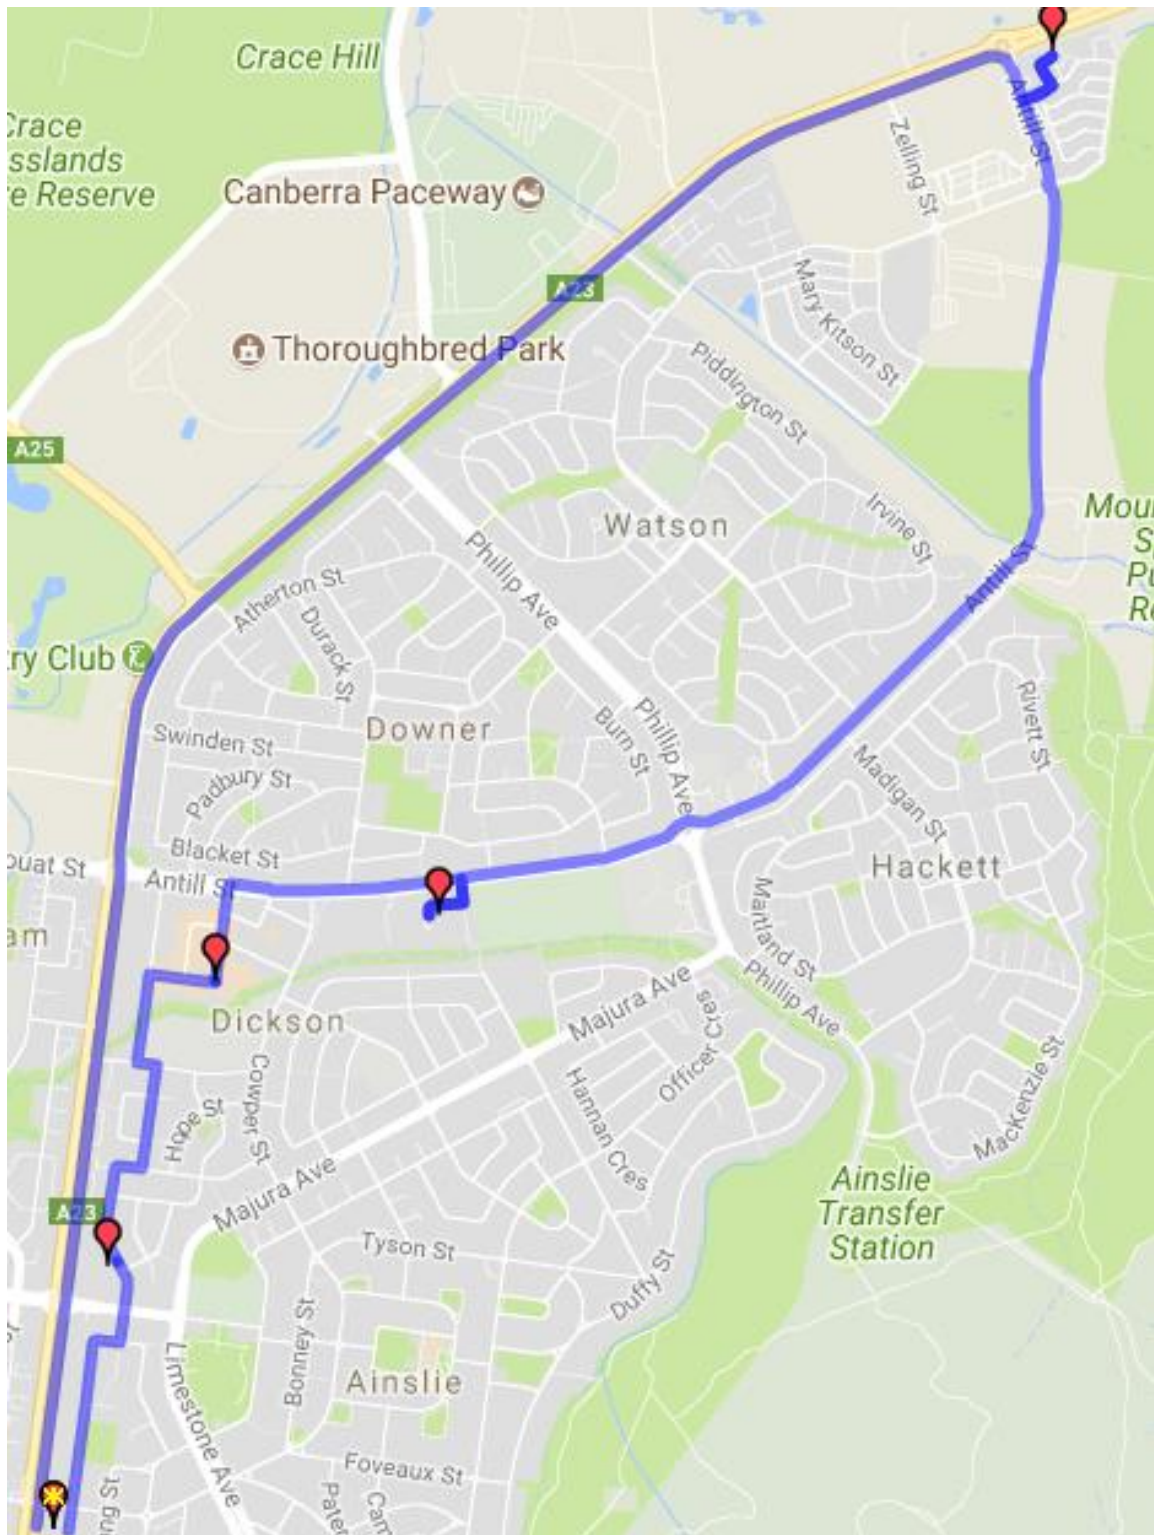 Crace Hill
Crace
sslands
e Reserve
Antill St
Zelling St
Canberra Paceway
A23
Mary Kitson St
Thoroughbred Park
Piddington St
A25
Irvine St
Watson
Phillip Ave
Antill St
Atherton St
Durack St
try Club
Rivett St
Swinden St
Downer
Burn St
Phillip Ave
Padbury St
Madigan St
Blacket St
ouat St
Antill St
Hackett
Maitland St
am
Phillip Ave
Majura Ave
Officer Cres
Dickson
Cowper St
Hope St
Hannan Cres
MacKenzie St
Majura Ave
Ainslie
Transfer
Station
A23
Tyson St
Duffy St
Bonney St
Limestone Ave
Ainslie
Foveaux St